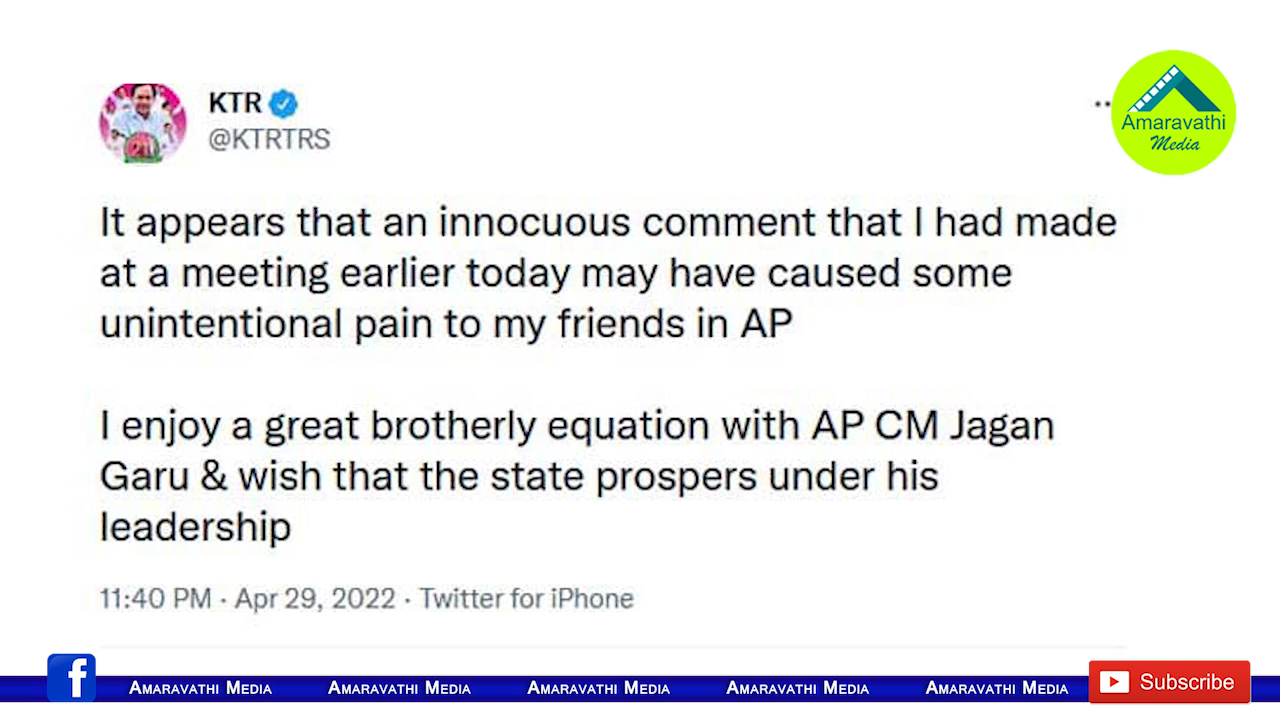 KTR
@KTRTRS
Amaravathi
Media
It appears that an innocuous comment that I had made
at a meeting earlier today may have caused some
unintentional pain to my friends in AP
I enjoy a great brotherly equation with AP CM Jagan
Garu & wish that the state prospers under his
leadership
11:40 PM · Apr 29, 2022 · Twitter for iPhone
f Amaravathi Media Amaravathi Media Amaravathi Media Amaravathi Media Amaravathi Media Subscribe